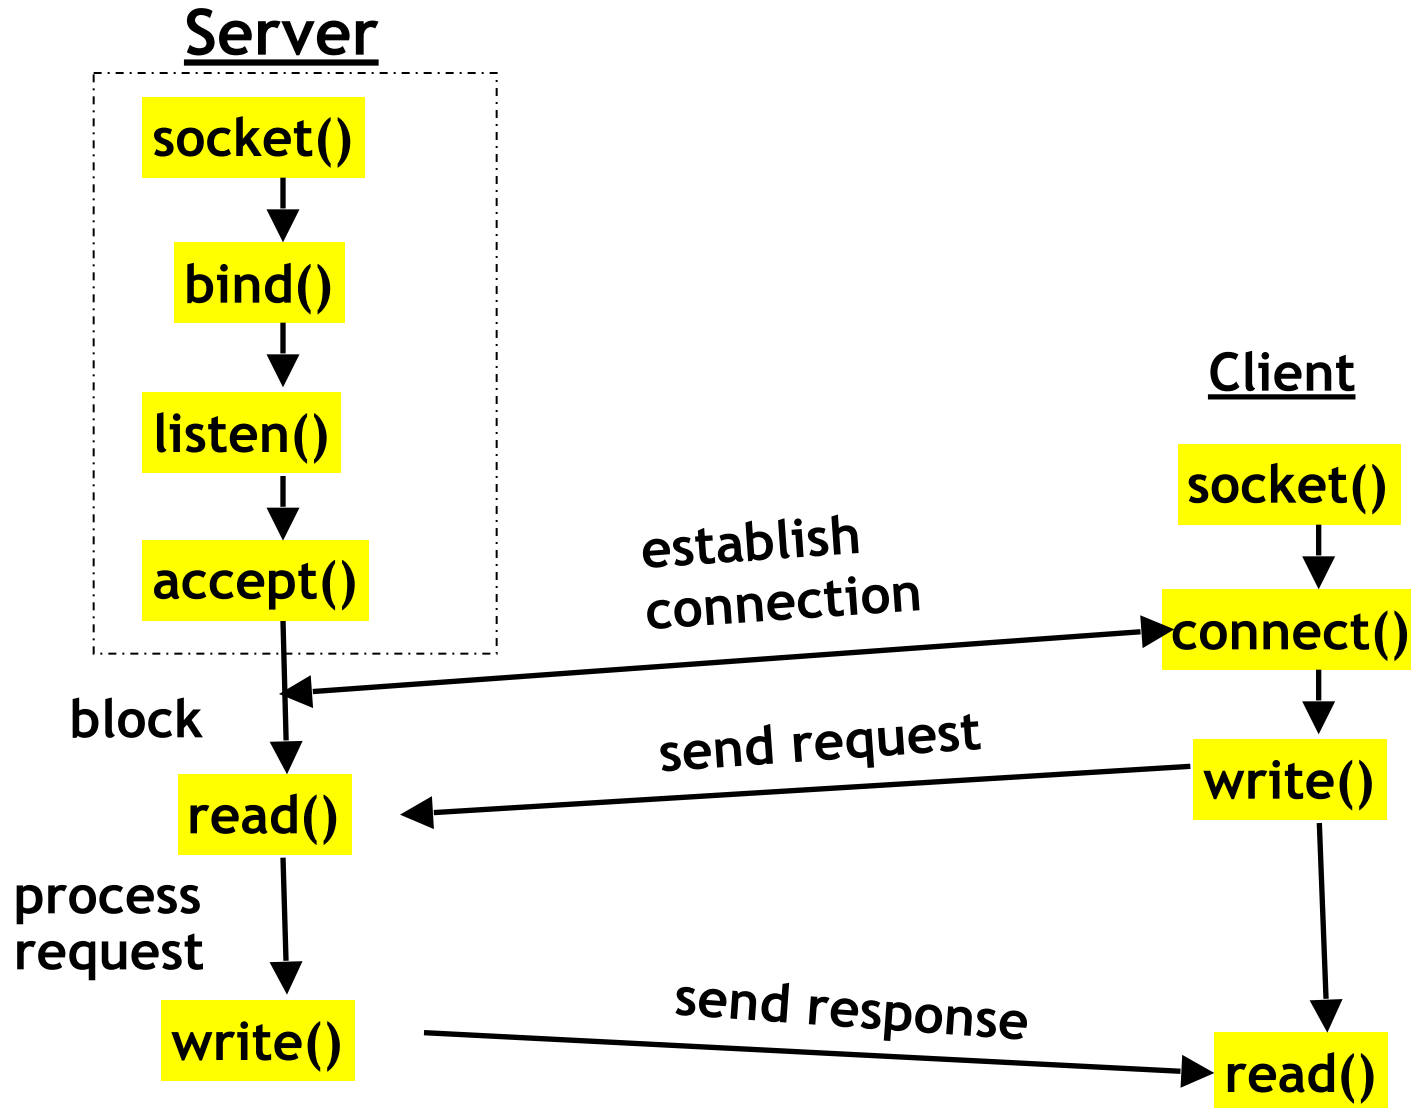 Server
socket()
bind()
listen()
accept()
block
read()
process
request
write()
establish
connection
send request
send response
Client
socket()
connect()
write()
read()